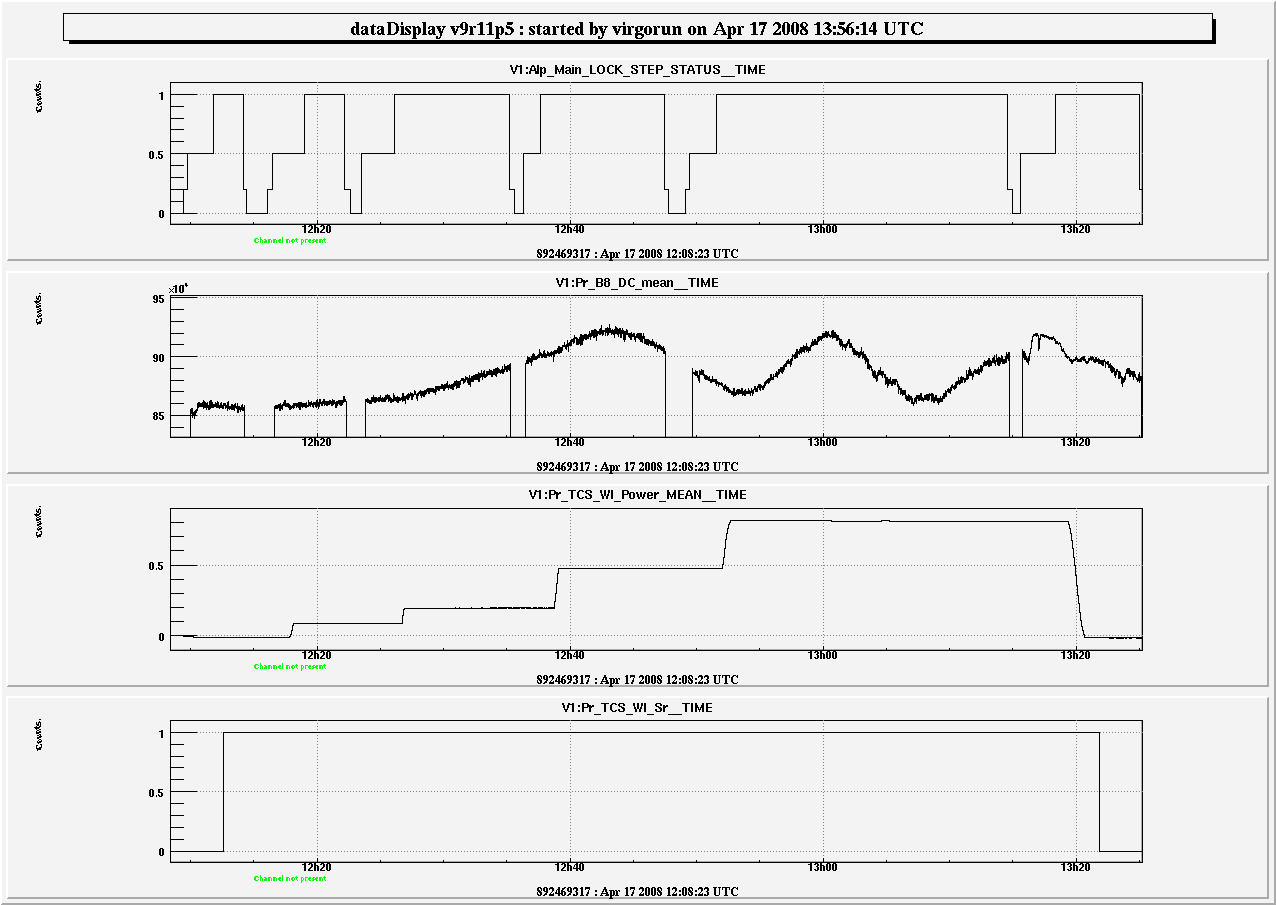 dataDisplay v9r11p5 : started by virgorun on Apr 17 2008 13:56:14 UTC
V1:Alp_Main_LOCK_STEP_STATUS__TIME
Counts.
1
0.5
0
12h20 12h40 13h00 13h20
Channel not present
892469317 : Apr 17 2008 12:08:23 UTC
V1:Pr_B8_DC_mean__TIME
Counts.
95
90
85
12h20 12h40 13h00 13h20
892469317 : Apr 17 2008 12:08:23 UTC
V1:Pr_TCS_WI_Power_MEAN__TIME
Counts.
0.5
0
12h20 12h40 13h00 13h20
Channel not present
892469317 : Apr 17 2008 12:08:23 UTC
V1:Pr_TCS_WI_Sr__TIME
Counts.
1
0.5
0
12h20 12h40 13h00 13h20
Channel not present
892469317 : Apr 17 2008 12:08:23 UTC